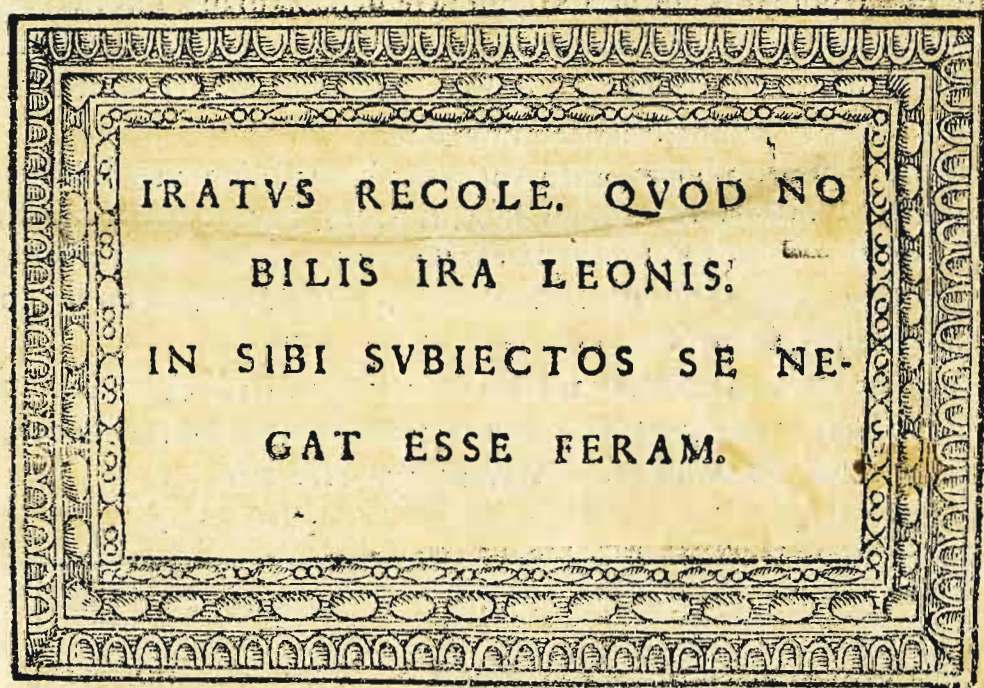 IRATVS RECOLE. QVOD NO
BILIS IRA LEONIS.
IN SIBI SVBIECTOS SE NE-
GAT ESSE FERAM.